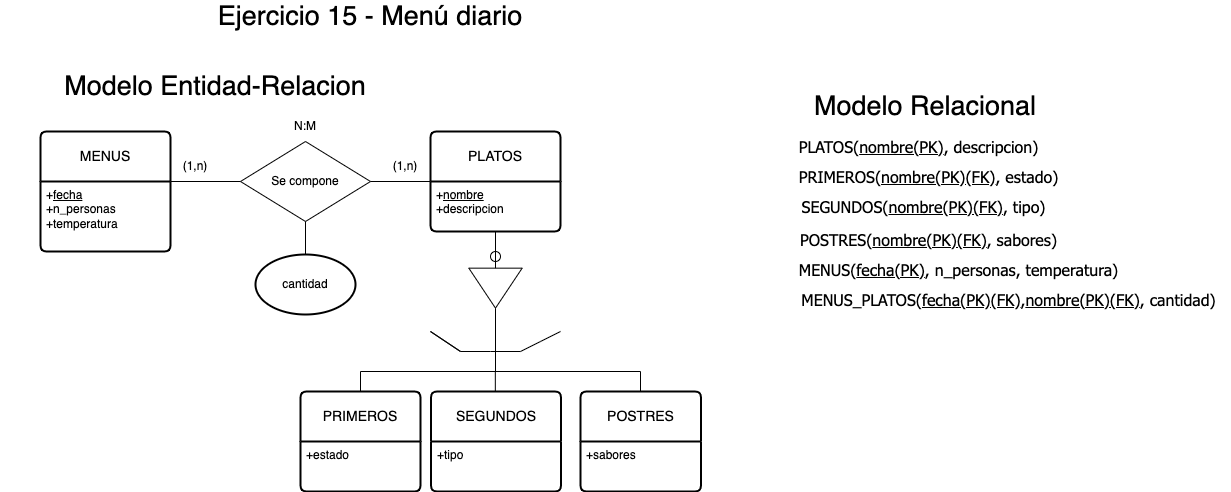 Ejercicio 15 - Menú diario
Modelo Entidad-Relacion
N:M
MENUS
(1,n)
Se compone
(1,n)
PLATOS
+fecha
+n_personas
+temperatura
+nombre
+descripcion
cantidad
PRIMEROS
SEGUNDOS
POSTRES
+estado
+tipo
+sabores
Modelo Relacional
PLATOS(nombre(PK), descripcion)
PRIMEROS(nombre(PK)(FK), estado)
SEGUNDOS(nombre(PK)(FK), tipo)
POSTRES(nombre(PK)(FK), sabores)
MENUS(fecha(PK), n_personas, temperatura)
MENUS_PLATOS(fecha(PK)(FK),nombre(PK)(FK), cantidad)